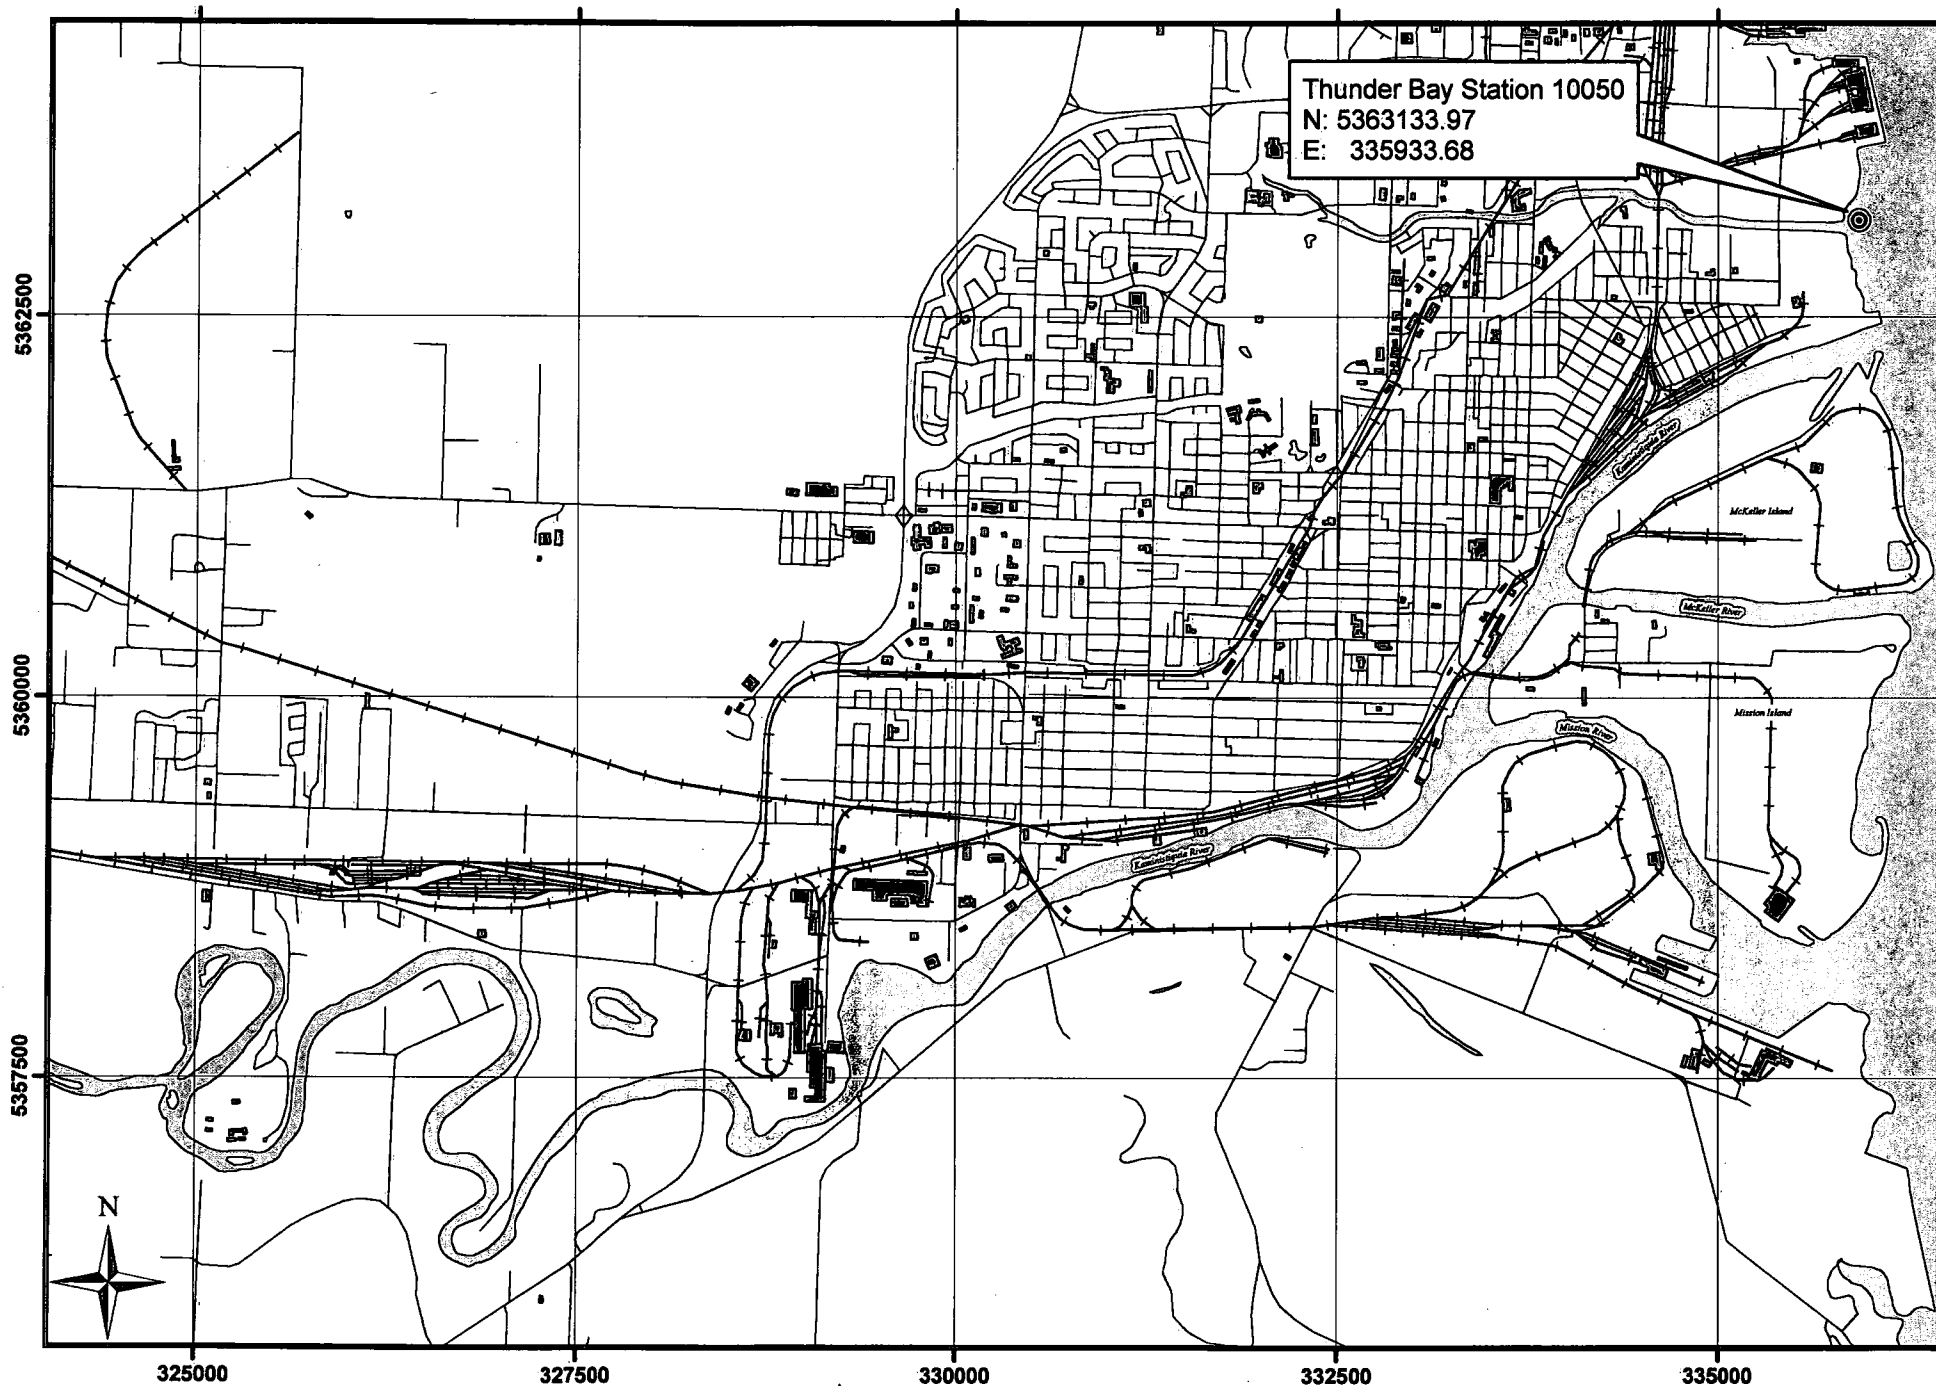 Thunder Bay Station 10050
N: 5363133.97
E: 335933.68
5362500
Kaministiquia River
McKellar Island
McKellar River
5360000
Mission Island
Mission River
Kaministiquia River
5357500
N
325000
327500
330000
332500
335000